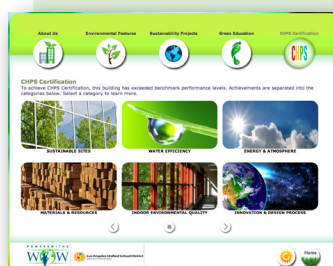 About Us
Environmental Features
Sustainability Projects
Green Education
CHPS Certification
CHPS
CHPS Certification
To achieve CHPS Certification, this building has exceeded benchmark performance levels. Achievements are separated into the
categories below. Select a category to learn more.
SUSTAINABLE SITES
WATER EFFICIENCY
ENERGY & ATMOSPHERE
MATERIALS & RESOURCES
INDOOR ENVIRONMENTAL QUALITY
INNOVATION & DESIGN PROCESS
POWERSMITHS
WOW
Los Angeles Unified School District
Home